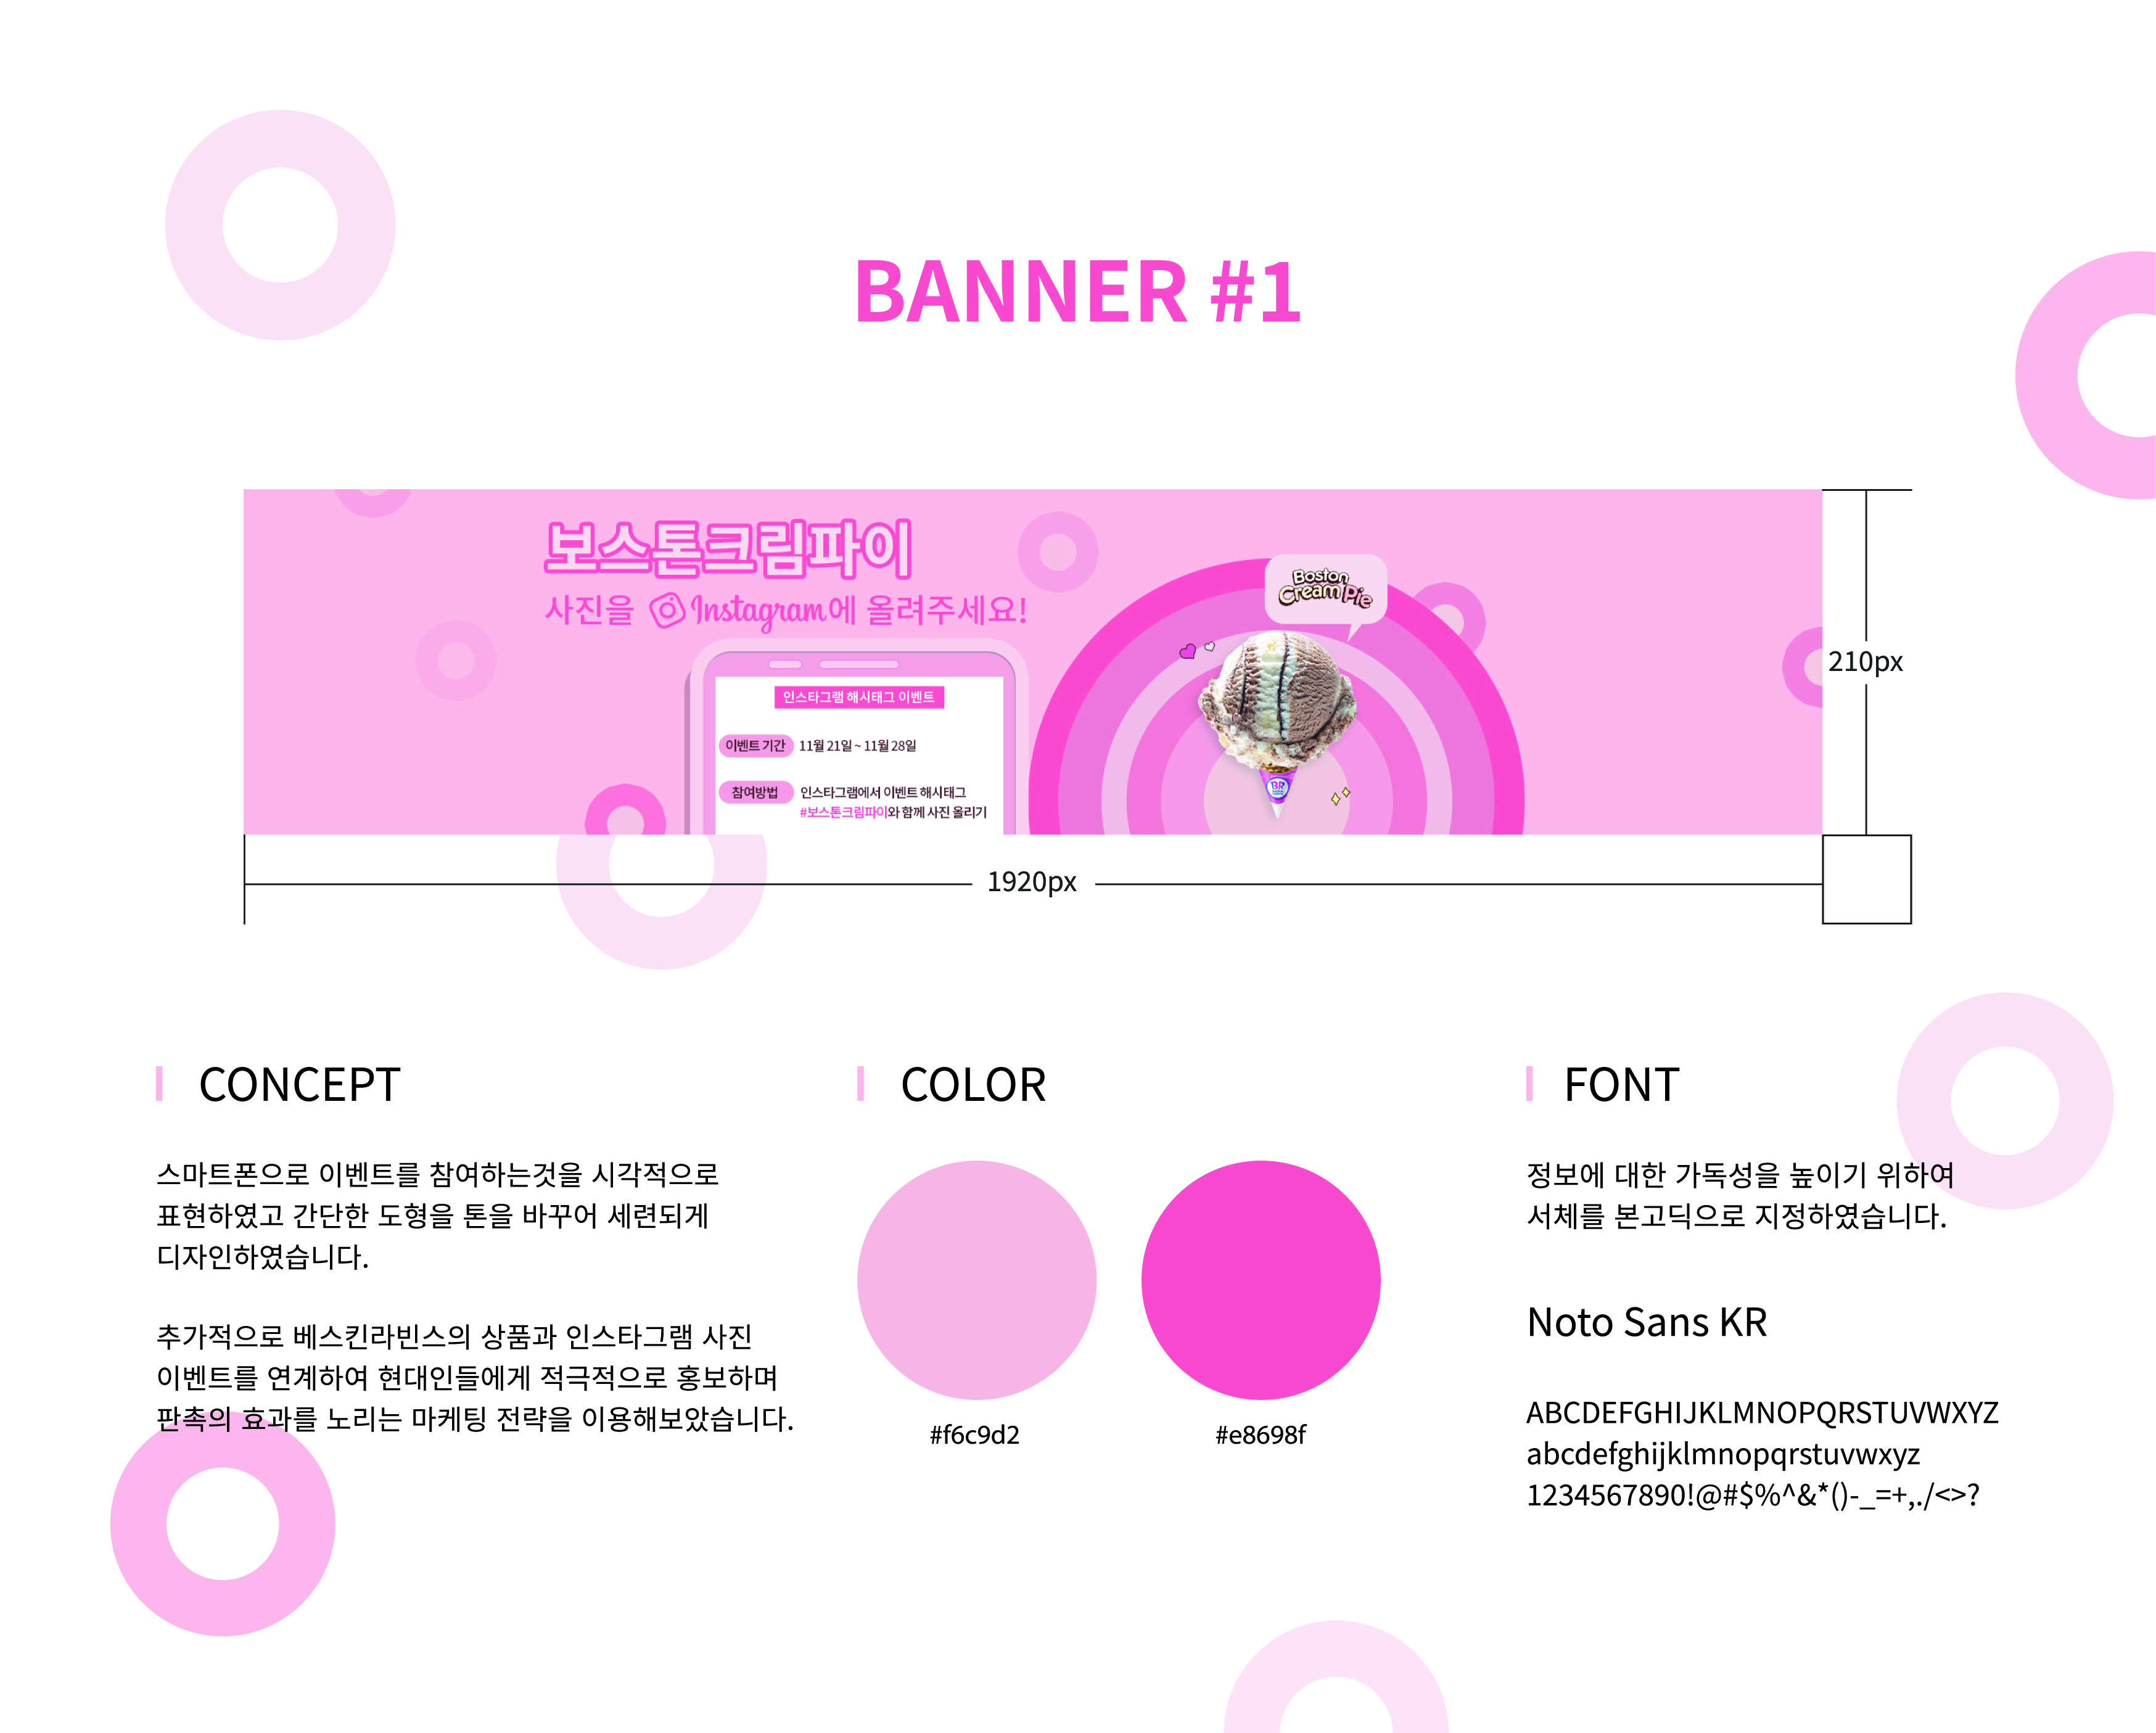 BANNER #1
보스톤크림파이
사진을 Instagram에 올려주세요!
Boston
Cream Pie
BR
인스타그램 해시태그 이벤트
이벤트 기간 11월 21일 ~ 11월 28일
참여방법 인스타그램에서 이벤트 해시태그
#보스톤크림파이와 함께 사진 올리기
210px
1920px
CONCEPT
스마트폰으로 이벤트를 참여하는것을 시각적으로
표현하였고 간단한 도형을 톤을 바꾸어 세련되게
디자인하였습니다.
추가적으로 베스킨라빈스의 상품과 인스타그램 사진
이벤트를 연계하여 현대인들에게 적극적으로 홍보하며
판촉의 효과를 노리는 마케팅 전략을 이용해보았습니다.
COLOR
#f6c9d2
#e8698f
FONT
정보에 대한 가독성을 높이기 위하여
서체를 본고딕으로 지정하였습니다.
Noto Sans KR
ABCDEFGHIJKLMNOPQRSTUVWXYZ
abcdefghijklmnopqrstuvwxyz
1234567890!@#$%^&*()-_=+,./<>?